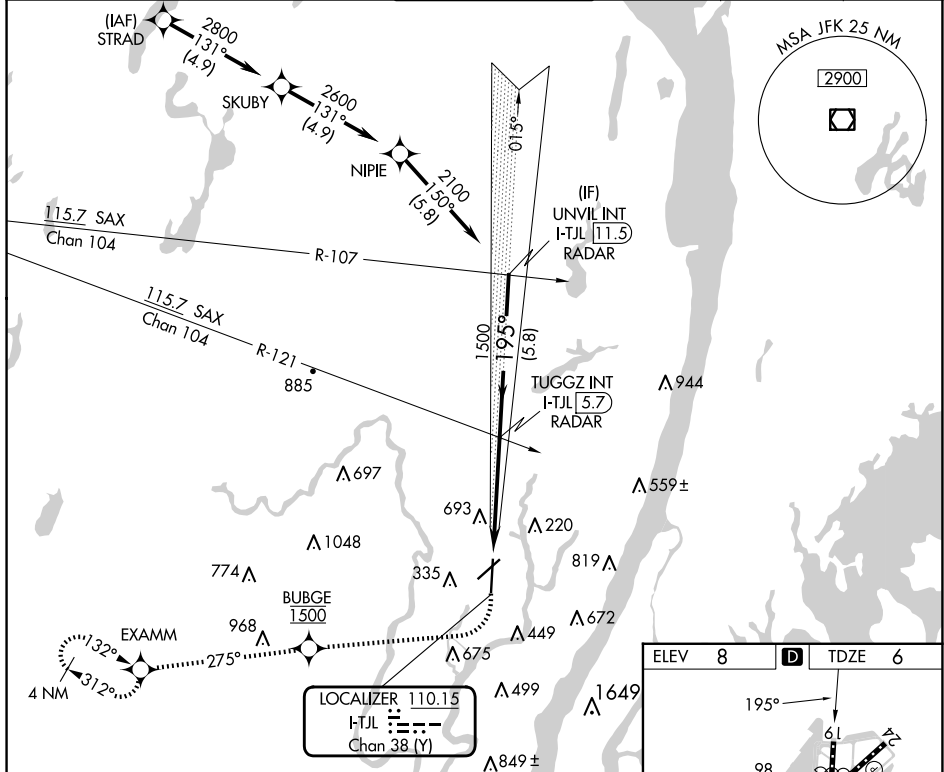 (IAF)
STRAD
2800
131°
(4.9)
SKUBY
2600
131°
(4.9)
NIPIE
2100
150°
(5.8)
015°
MSA JFK 25 NM
2900
(IF)
UNVIL INT
I-TJL 11.5
RADAR
115.7 SAX
Chan 104
R-107
115.7 SAX
Chan 104
R-121
885
1500
195°
(5.8)
TUGGZ INT
I-TJL 5.7
RADAR
944
697
559±
693
220
1048
774
335
819
BUBGE
1500
672
EXAMM
968
449
132°
275°
675
312°
4 NM
499
1649
LOCALIZER 110.15
I-TJL
Chan 38 (Y)
849±
ELEV 8 D TDZE 6
195°
19
24
98